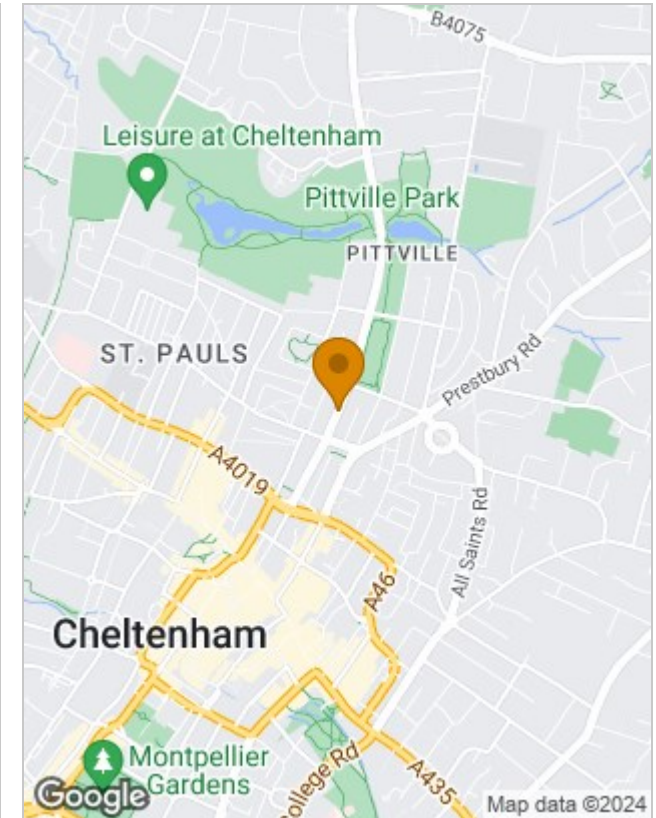 B4075
Leisure at Cheltenham
Pittville Park
PITTVILLE
ST. PAULS
Prestbury Rd
A4019
All Saints Rd
A46
Cheltenham
Montpellier
Gardens
College Rd
A435
Google
Map data ©2024